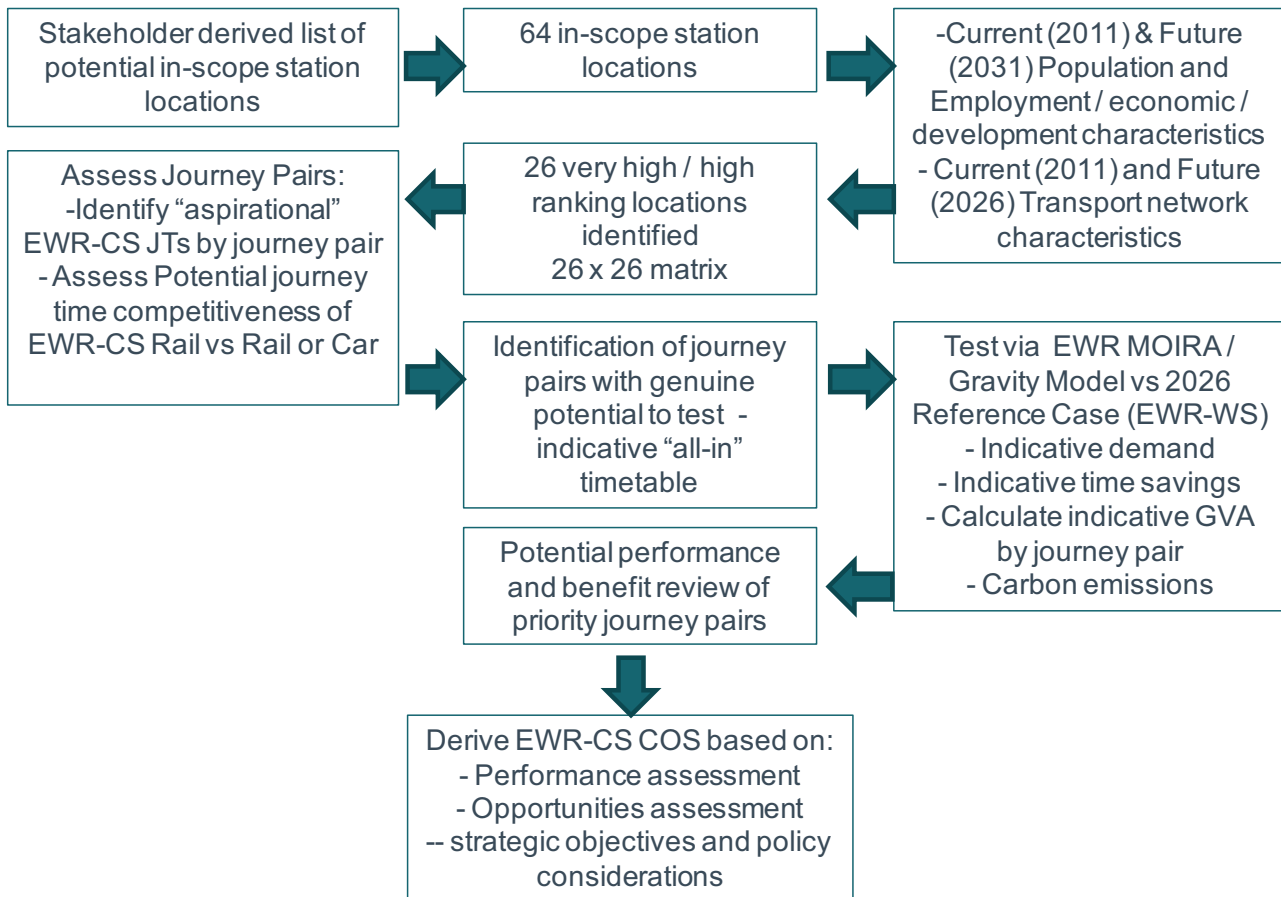 Stakeholder derived list of
potential in-scope station
locations
64 in-scope station
locations
-Current (2011) & Future
(2031) Population and
Employment / economic /
development characteristics
- Current (2011) and Future
(2026) Transport network
characteristics
26 very high / high
ranking locations
identified
26 x 26 matrix
Assess Journey Pairs:
-Identify “aspirational”
EWR-CS JTs by journey pair
- Assess Potential journey
time competitiveness of
EWR-CS Rail vs Rail or Car
Identification of journey
pairs with genuine
potential to test -
indicative “all-in”
timetable
Test via EWR MOIRA /
Gravity Model vs 2026
Reference Case (EWR-WS)
- Indicative demand
- Indicative time savings
- Calculate indicative GVA
by journey pair
- Carbon emissions
Potential performance
and benefit review of
priority journey pairs
Derive EWR-CS COS based on:
- Performance assessment
- Opportunities assessment
-- strategic objectives and policy
considerations